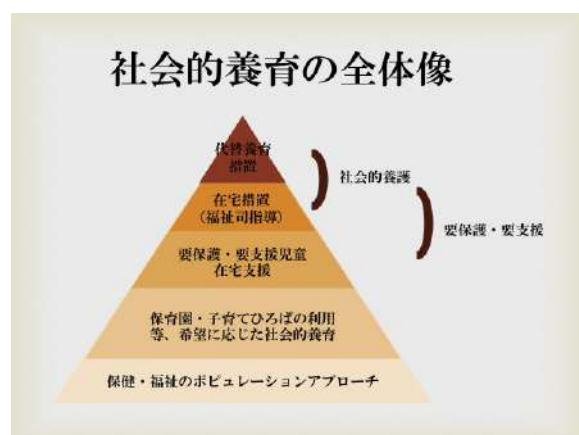 社会的養育の全体像
代替養育
措置
在宅措置
(福祉司指導)
社会的養護
要保護・要支援児童
在宅支援
要保護・要支援
保育園・子育てひろばの利用
等、希望に応じた社会的養育
保健・福祉のポピュレーションアプローチ